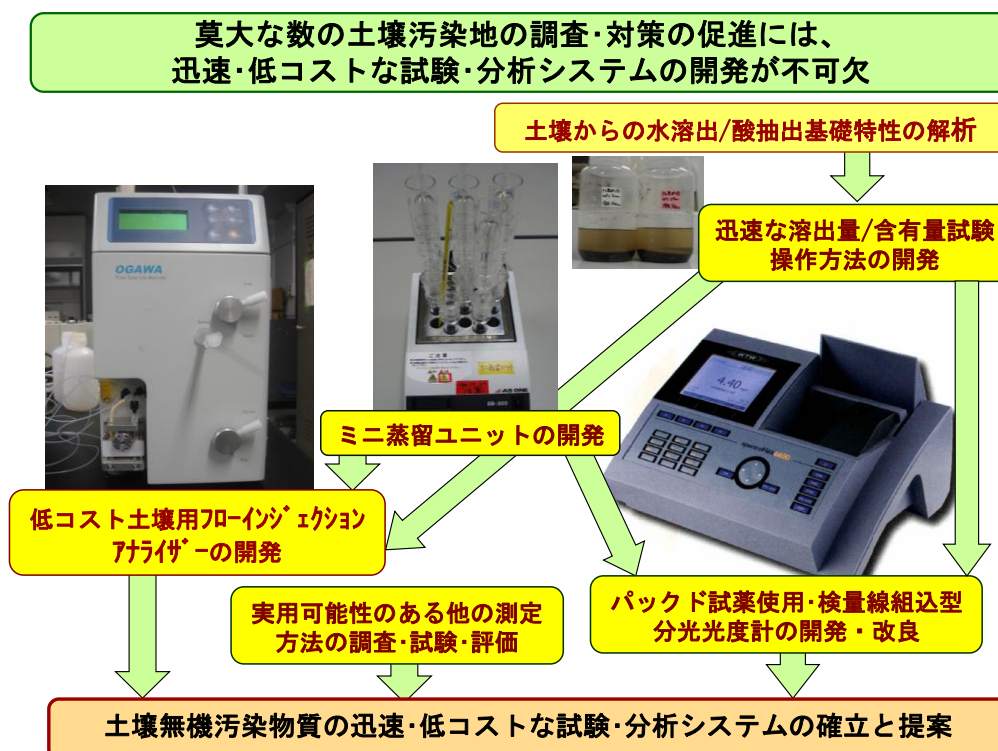 莫大な数の土壌汚染地の調査･対策の促進には、
迅速･低コストな試験･分析システムの開発が不可欠
土壌からの水溶出/酸抽出基礎特性の解析
迅速な溶出量/含有量試験
操作方法の開発
OGAWA
ご注意
AS ONE
WTW
4.40
ミニ蒸留ユニットの開発
低コスト土壌用ﾌﾛｰｲﾝｼﾞｪｸｼｮﾝ
ｱﾅﾗｲｻﾞｰの開発
実用可能性のある他の測定
方法の調査･試験･評価
パックド試薬使用･検量線組込型
分光光度計の開発・改良
土壌無機汚染物質の迅速･低コストな試験･分析システムの確立と提案